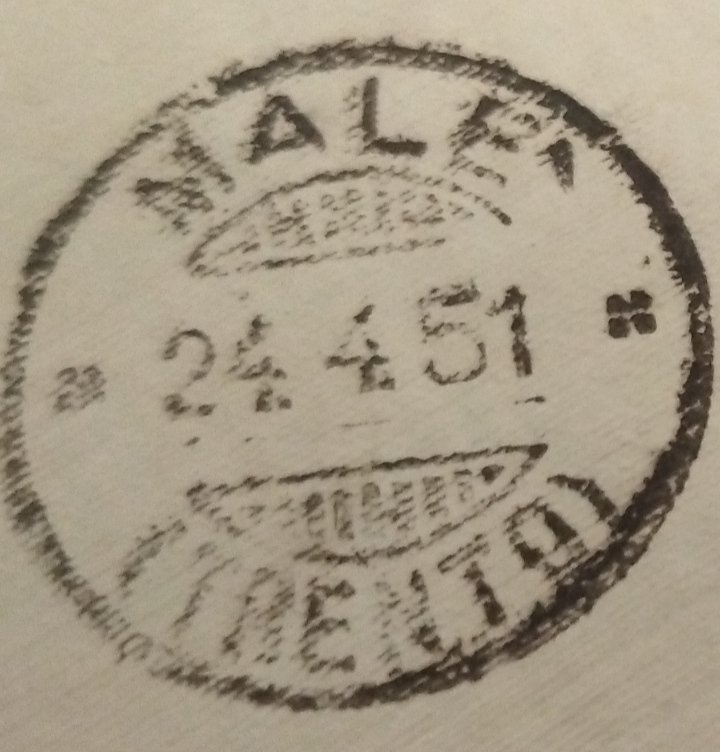 MALE'
24.4.51
(TRENTO)